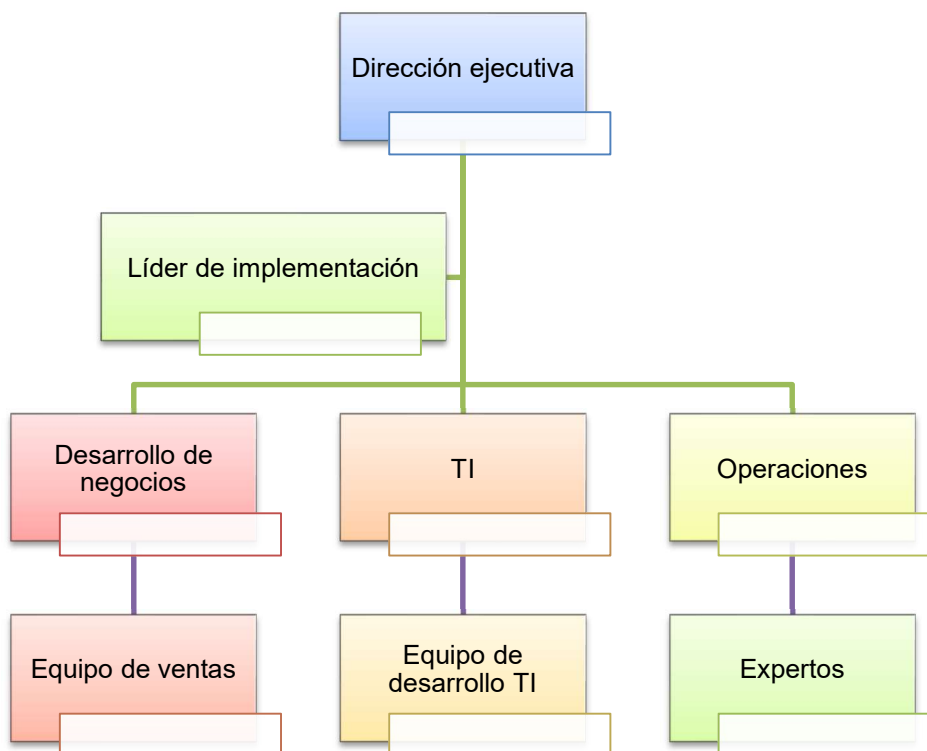 Dirección ejecutiva
Líder de implementación
Desarrollo de
negocios
TI
Operaciones
Equipo de ventas
Equipo de
desarrollo TI
Expertos